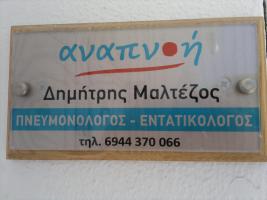 αναπνοή
Δημήτρης Μαλτέζος
ΠΝΕΥΜΟΝΟΛΟΓΟΣ - ΕΝΤΑΤΙΚΟΛΟΓΟΣ
τηλ. 6944 370 066